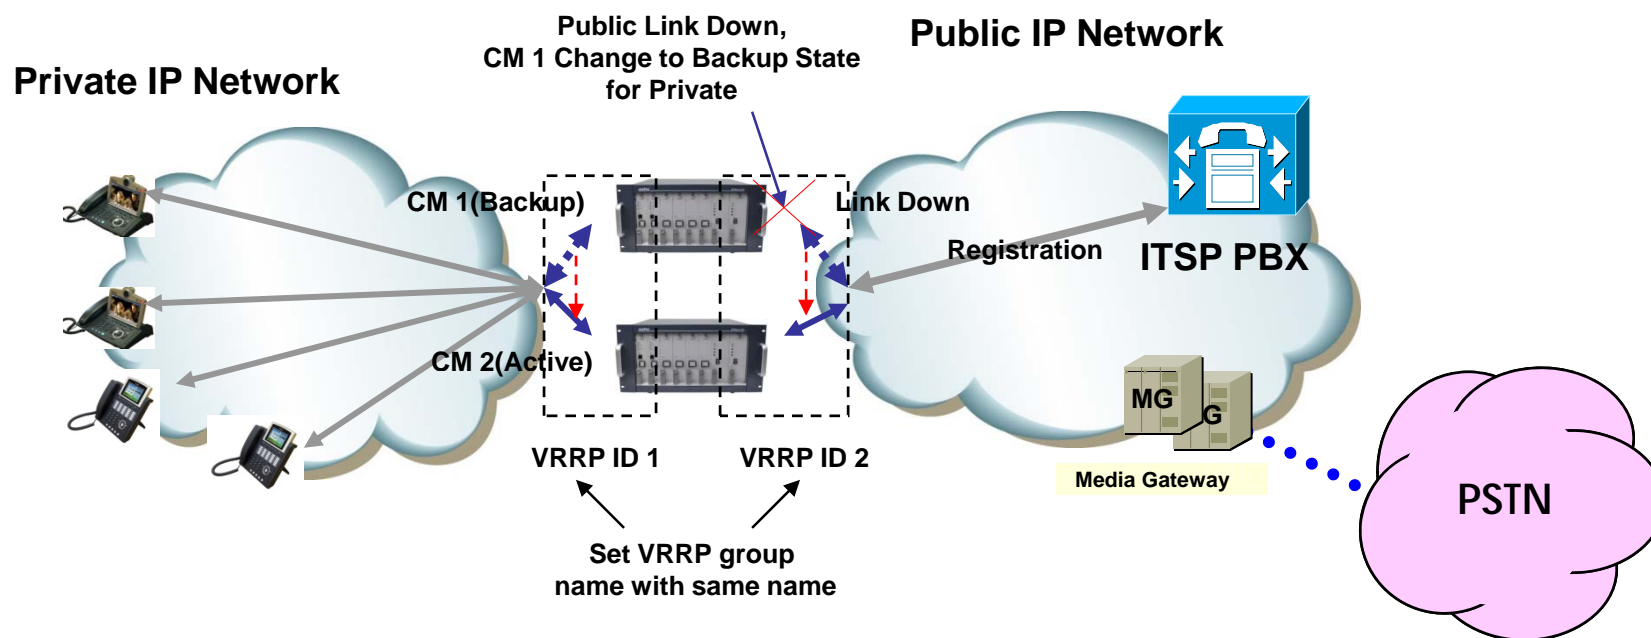 Public Link Down,
CM 1 Change to Backup State
for Private
Public IP Network
Private IP Network
CM 1(Backup)
Link Down
Registration
ITSP PBX
CM 2(Active)
MG
G
VRRP ID 1
VRRP ID 2
Media Gateway
PSTN
Set VRRP group
name with same name